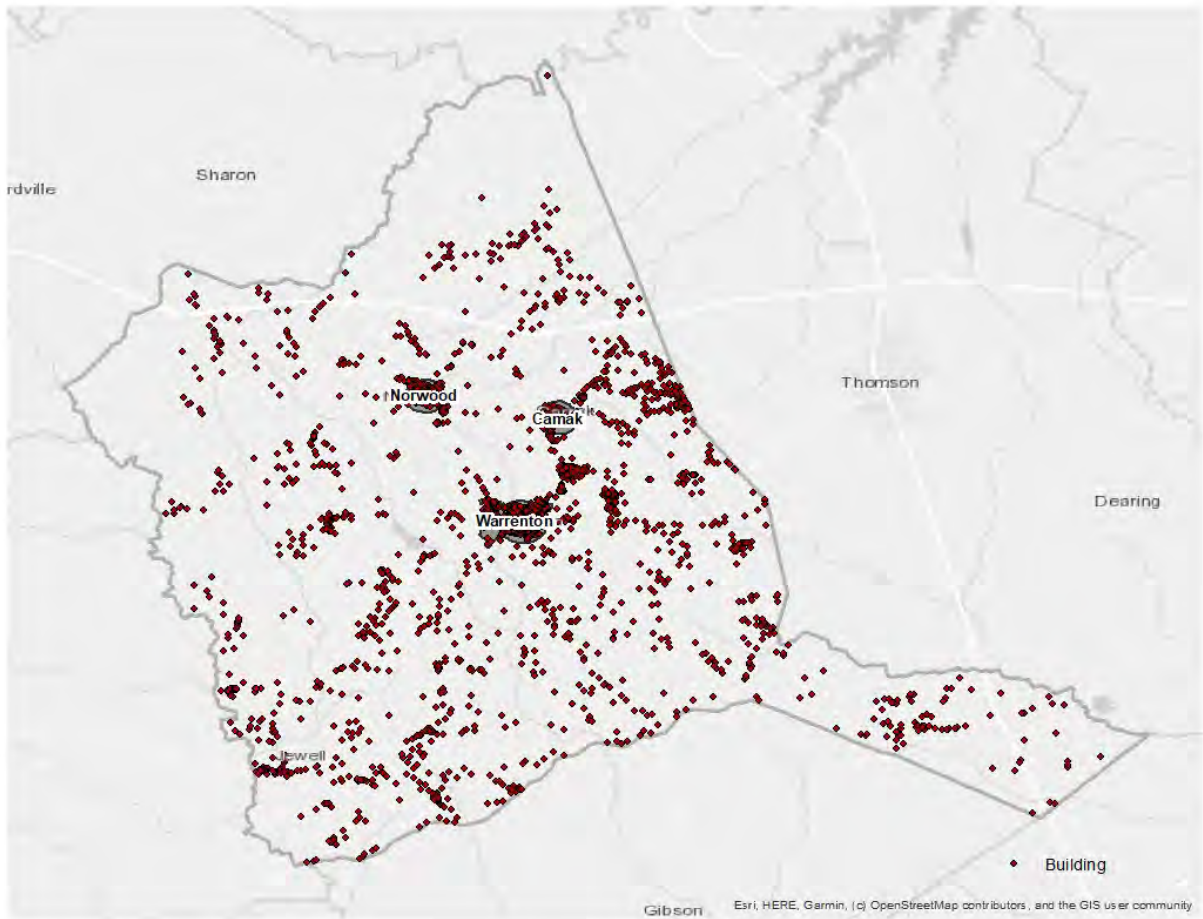 Sharon
rdville
Thomson
Norwood
Camak
Dearing
Warrenton
Jewell
Building
Gibson
Esri, HERE, Garmin, (c) OpenStreetMap contributors, and the GIS user community